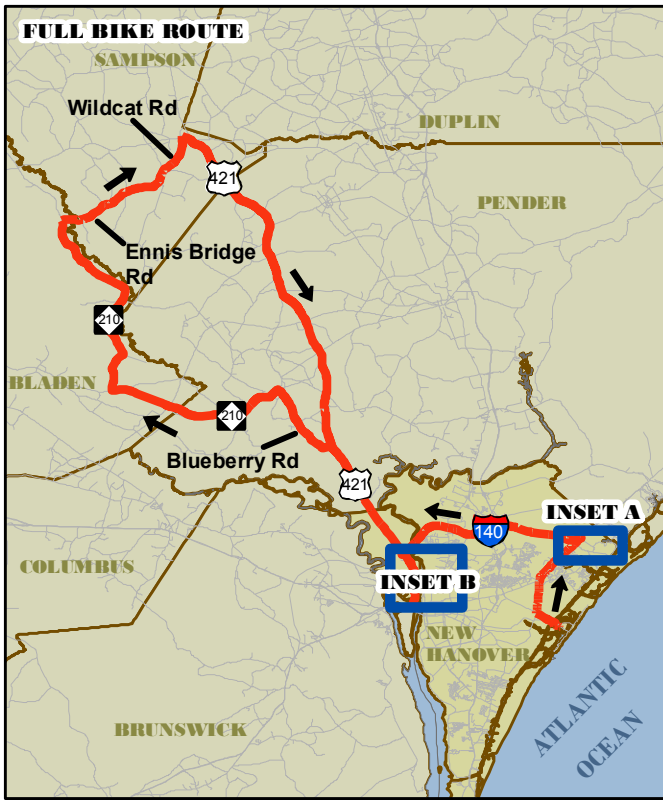 FULL BIKE ROUTE
SAMPSON
Wildcat Rd
DUPLIN
421
PENDER
Ennis Bridge
Rd
210
BLADEN
210
Blueberry Rd
421
INSET A
140
COLUMBUS
INSET B
NEW
HANOVER
ATLANTIC
OCEAN
BRUNSWICK